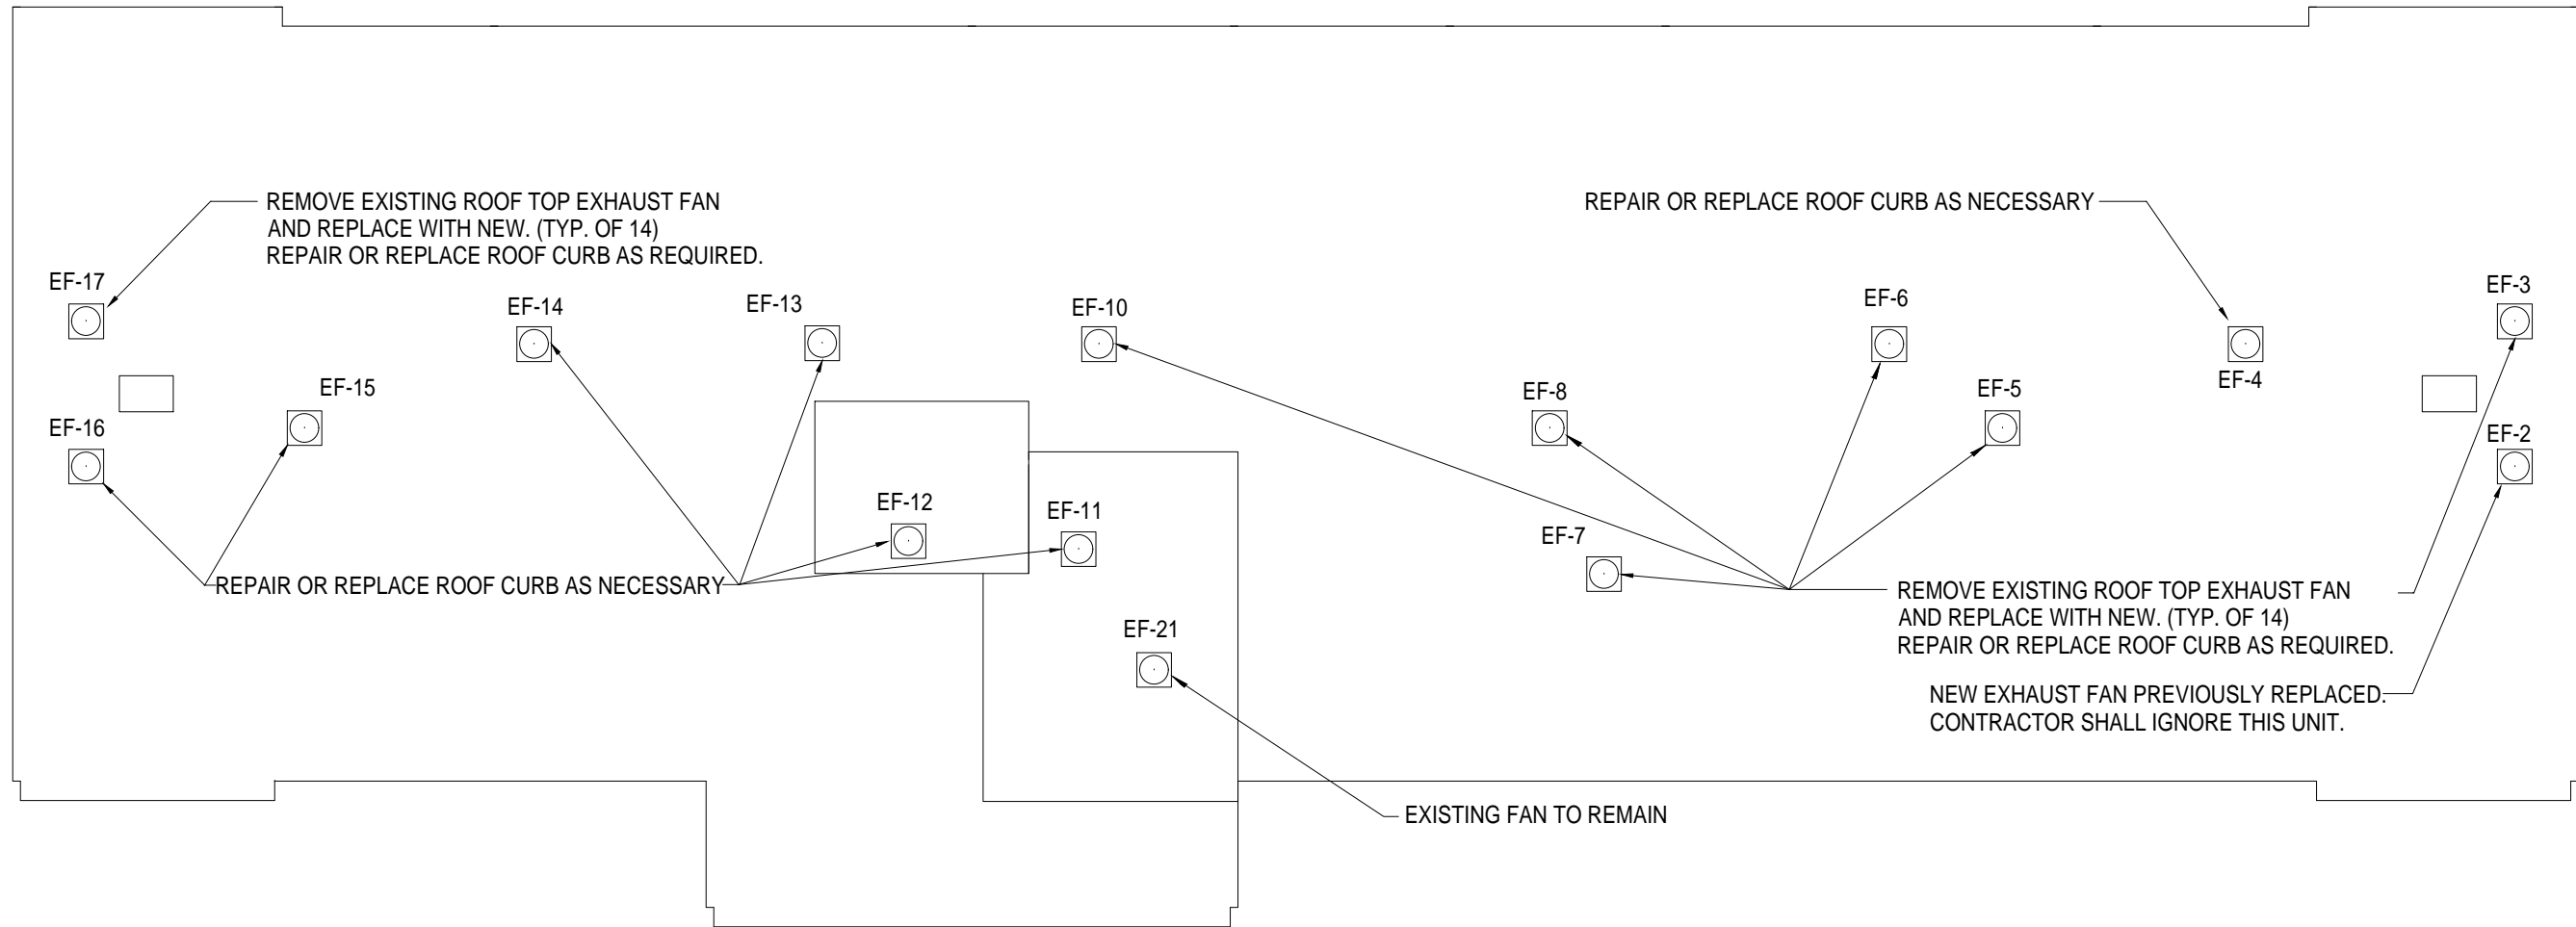 REMOVE EXISTING ROOF TOP EXHAUST FAN
AND REPLACE WITH NEW. (TYP. OF 14)
REPAIR OR REPLACE ROOF CURB AS REQUIRED.
REPAIR OR REPLACE ROOF CURB AS NECESSARY
EF-17
EF-14
EF-13
EF-10
EF-6
EF-3
EF-4
EF-15
EF-8
EF-5
EF-16
EF-2
EF-12
EF-11
EF-7
REPAIR OR REPLACE ROOF CURB AS NECESSARY
REMOVE EXISTING ROOF TOP EXHAUST FAN
AND REPLACE WITH NEW. (TYP. OF 14)
REPAIR OR REPLACE ROOF CURB AS REQUIRED.
EF-21
NEW EXHAUST FAN PREVIOUSLY REPLACED.
CONTRACTOR SHALL IGNORE THIS UNIT.
EXISTING FAN TO REMAIN